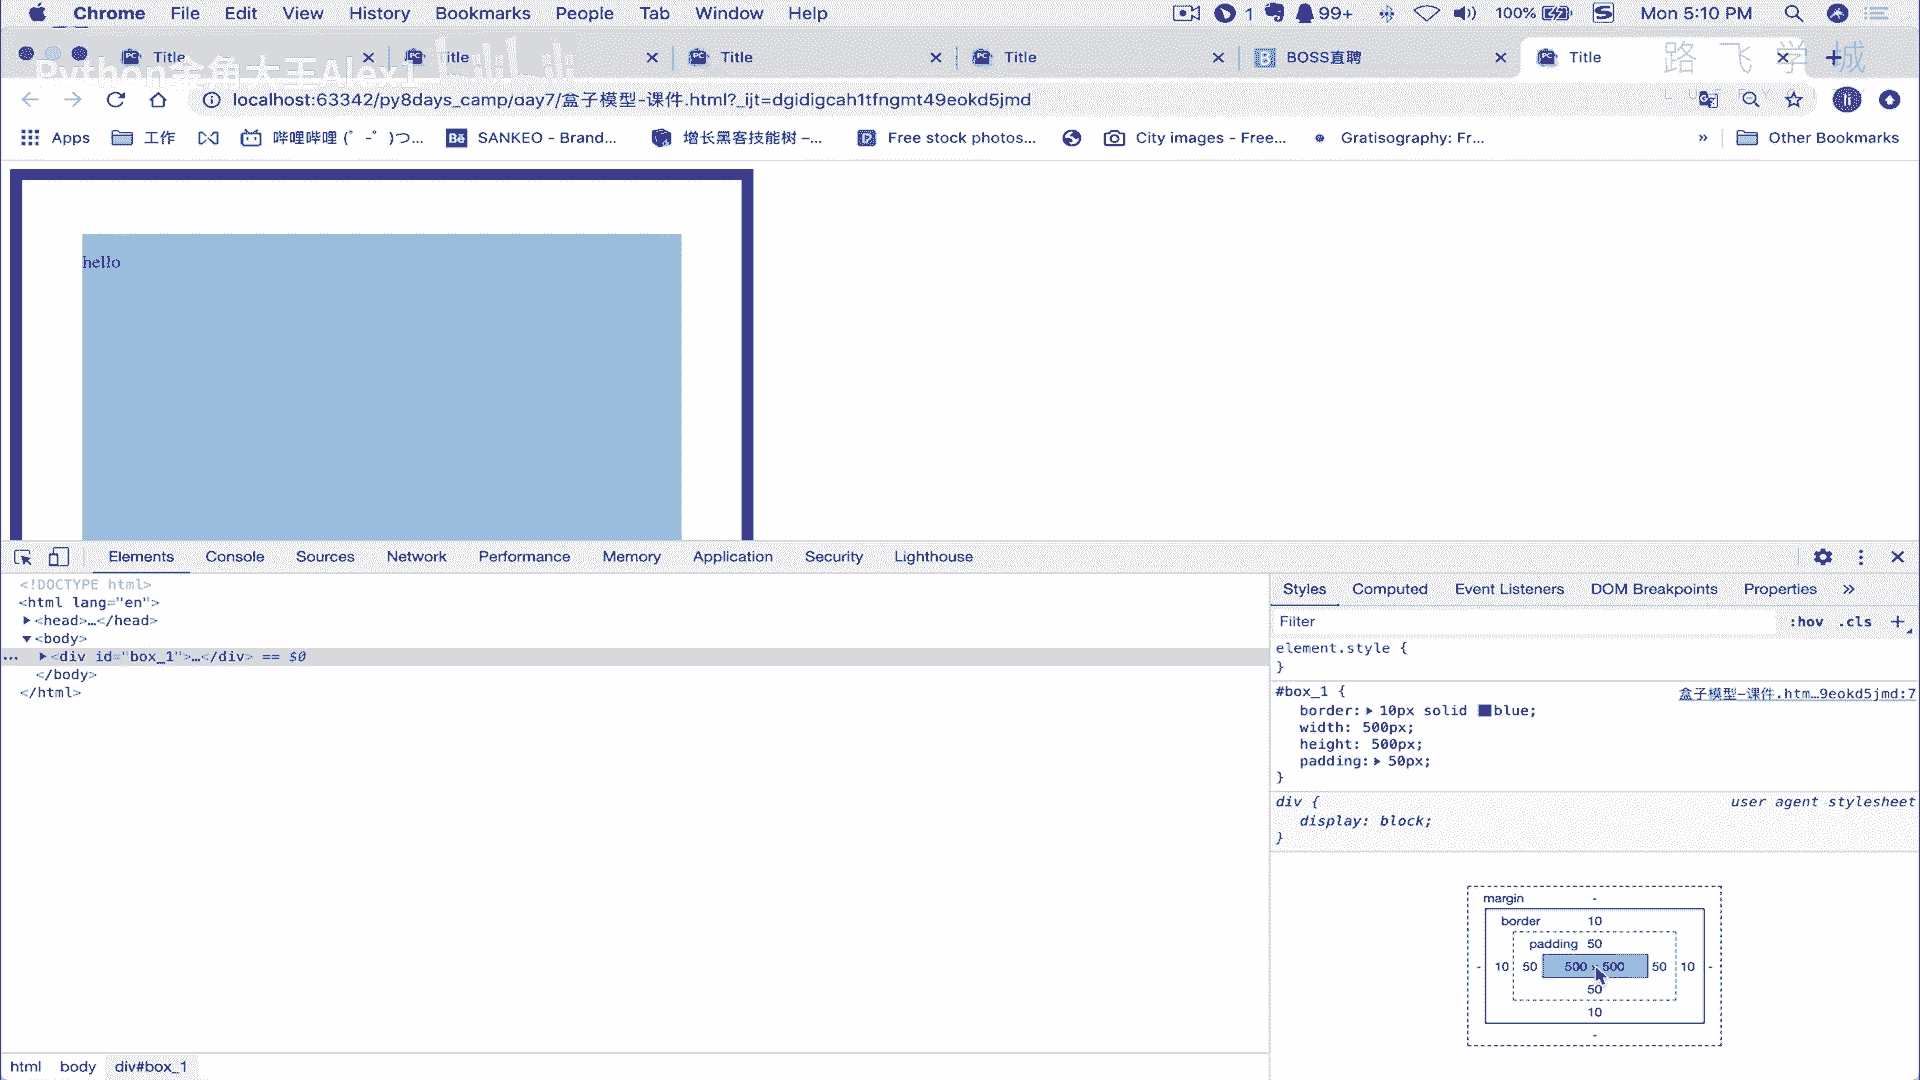 Chrome File Edit View History Bookmarks People Tab Window Help 1 99+ 100% Mon 5:10 PM
Title Title Title Title BOSS直聘 Title
Python金角大王Alex1
路飞学城
localhost:63342/py8days_camp/day7/盒子模型-课件.html?_ijt=dgidigcah1tfngmt49eokd5jmd
Apps 工作 哔哩哔哩 (゜-゜)つ... Bē SANKEO - Brand... 增长黑客技能树 –... Free stock photos... City images - Free... Gratisography: Fr... » Other Bookmarks
hello
Elements Console Sources Network Performance Memory Application Security Lighthouse
<!DOCTYPE html>
<html lang="en">
<head>…</head>
<body>
<div id="box_1">…</div> == $0
</body>
</html>
html body div#box_1
Styles Computed Event Listeners DOM Breakpoints Properties »
Filter :hov .cls +
element.style {
}
#box_1 { 盒子模型-课件.htm…9eokd5jmd:7
border: 10px solid blue;
width: 500px;
height: 500px;
padding: 50px;
}
div { user agent stylesheet
display: block;
}
margin -
border 10
padding 50
- 10 50 500 × 500 50 10 -
50
10
-